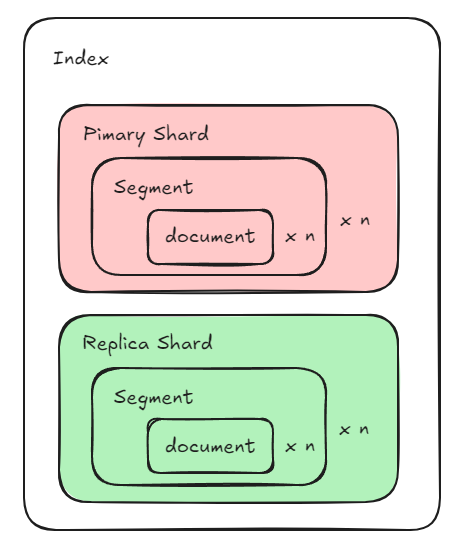 Index
Pimary Shard
Segment
x n
document x n
Replica Shard
Segment
x n
document x n